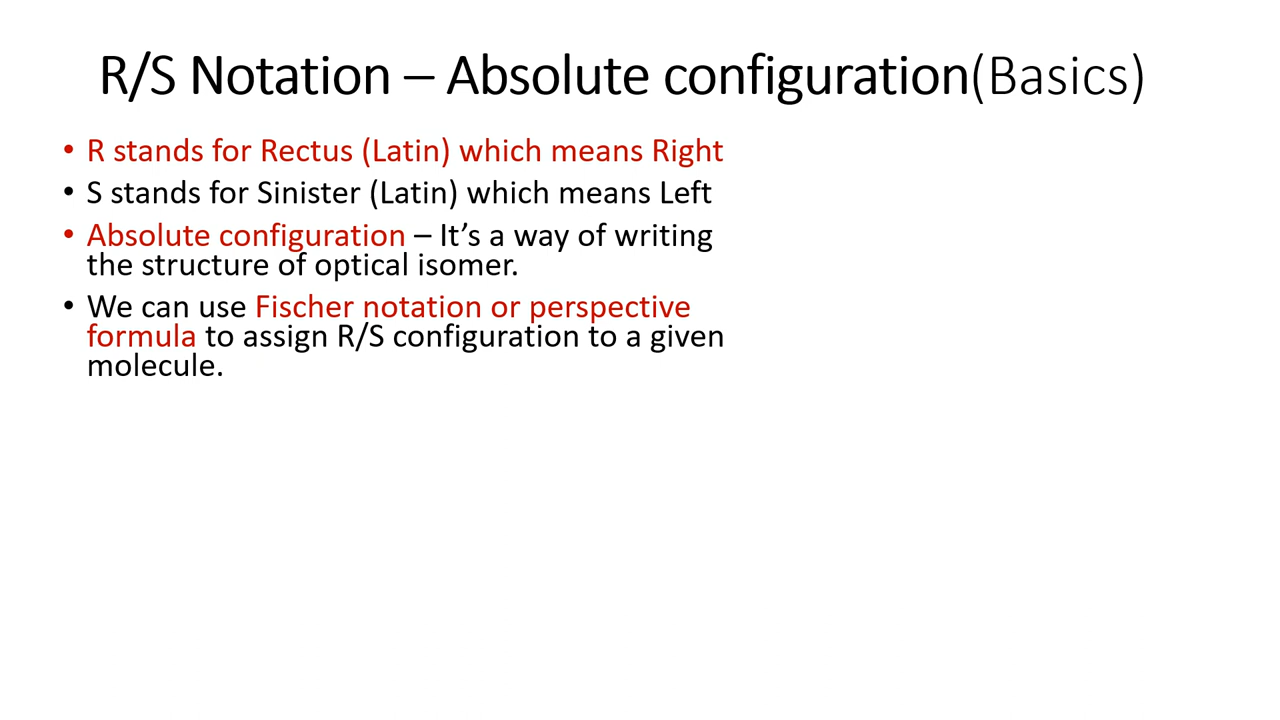 R/S Notation – Absolute configuration(Basics)
• R stands for Rectus (Latin) which means Right
• S stands for Sinister (Latin) which means Left
• Absolute configuration – It’s a way of writing
the structure of optical isomer.
• We can use Fischer notation or perspective
formula to assign R/S configuration to a given
molecule.